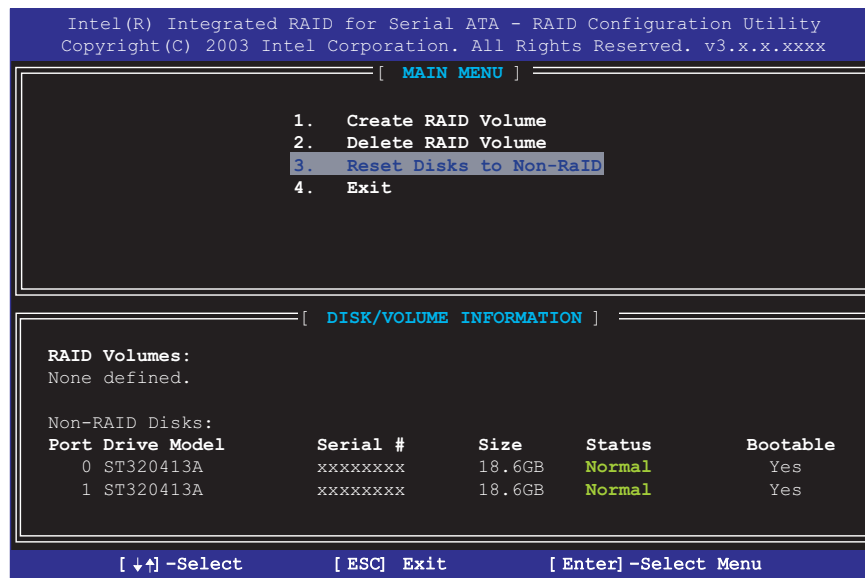 Intel(R) Integrated RAID for Serial ATA - RAID Configuration Utility
Copyright(C) 2003 Intel Corporation. All Rights Reserved. v3.x.x.xxxx
[ MAIN MENU ]
1. Create RAID Volume
2. Delete RAID Volume
3. Reset Disks to Non-RaID
4. Exit
[ DISK/VOLUME INFORMATION ]
RAID Volumes:
None defined.
Non-RAID Disks:
Port Drive Model Serial # Size Status Bootable
0 ST320413A xxxxxxxx 18.6GB Normal Yes
1 ST320413A xxxxxxxx 18.6GB Normal Yes
[↓↑]-Select [ESC] Exit [Enter]-Select Menu